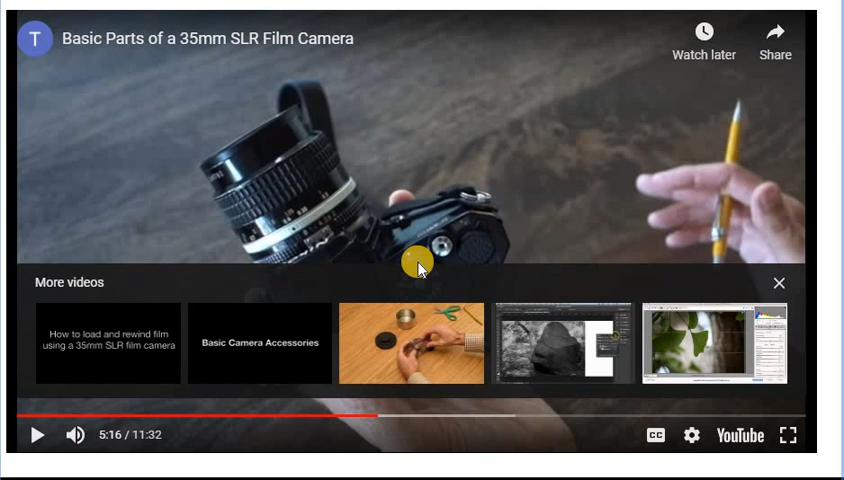 T
Basic Parts of a 35mm SLR Film Camera
Watch later
Share
More videos
How to load and rewind film
using a 35mm SLR film camera
Basic Camera Accessories
5:16 / 11:32
CC
YouTube